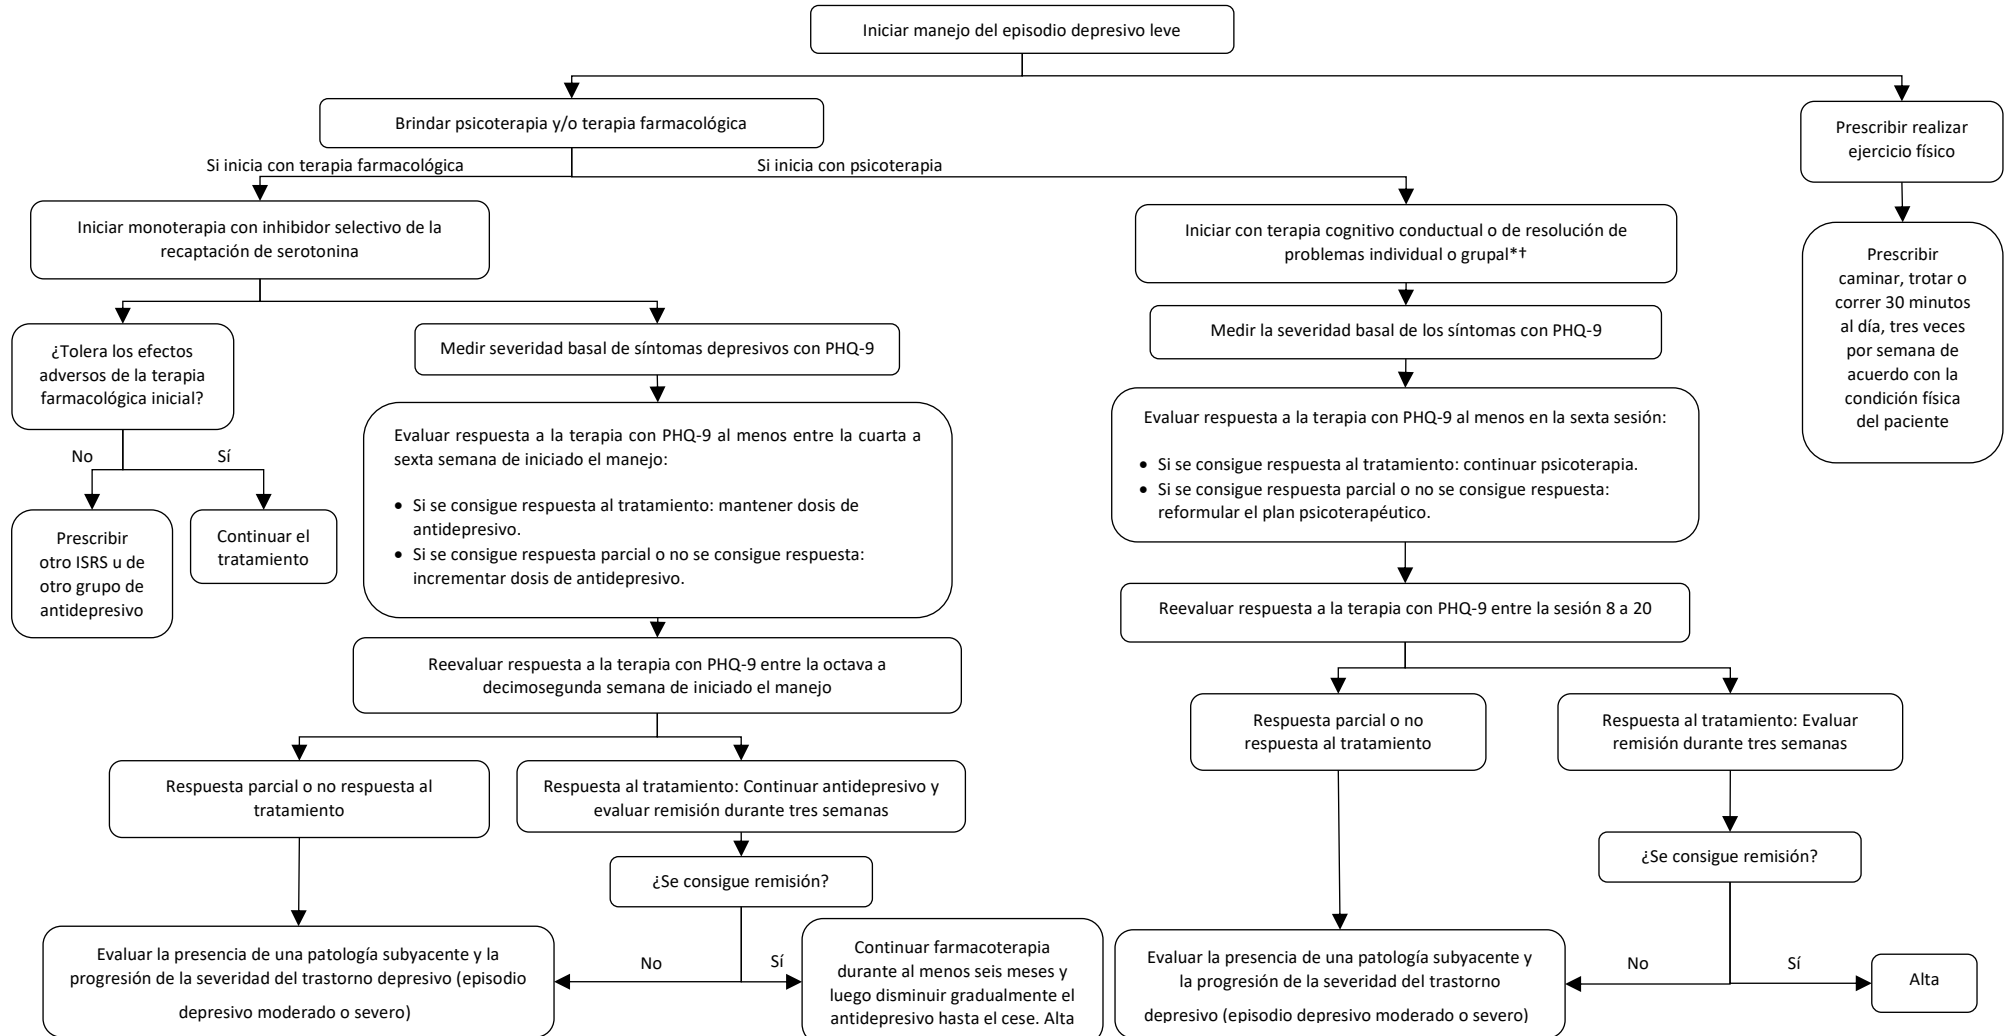 Iniciar manejo del episodio depresivo leve
Brindar psicoterapia y/o terapia farmacológica
Prescribir realizar
ejercicio físico
Si inicia con terapia farmacológica
Si inicia con psicoterapia
Iniciar monoterapia con inhibidor selectivo de la
recaptación de serotonina
Iniciar con terapia cognitivo conductual o de resolución de
problemas individual o grupal*†
Prescribir
caminar, trotar o
correr 30 minutos
al día, tres veces
por semana de
acuerdo con la
condición física
del paciente
¿Tolera los efectos
adversos de la terapia
farmacológica inicial?
Medir severidad basal de síntomas depresivos con PHQ-9
Medir la severidad basal de los síntomas con PHQ-9
No
Sí
Prescribir
otro ISRS u de
otro grupo de
antidepresivo
Continuar el
tratamiento
Evaluar respuesta a la terapia con PHQ-9 al menos entre la cuarta a
sexta semana de iniciado el manejo:
• Si se consigue respuesta al tratamiento: mantener dosis de
antidepresivo.
• Si se consigue respuesta parcial o no se consigue respuesta:
incrementar dosis de antidepresivo.
Evaluar respuesta a la terapia con PHQ-9 al menos en la sexta sesión:
• Si se consigue respuesta al tratamiento: continuar psicoterapia.
• Si se consigue respuesta parcial o no se consigue respuesta:
reformular el plan psicoterapéutico.
Reevaluar respuesta a la terapia con PHQ-9 entre la octava a
decimosegunda semana de iniciado el manejo
Reevaluar respuesta a la terapia con PHQ-9 entre la sesión 8 a 20
Respuesta parcial o no respuesta al
tratamiento
Respuesta al tratamiento: Continuar antidepresivo y
evaluar remisión durante tres semanas
Respuesta parcial o no
respuesta al tratamiento
Respuesta al tratamiento: Evaluar
remisión durante tres semanas
¿Se consigue remisión?
¿Se consigue remisión?
Evaluar la presencia de una patología subyacente y la
progresión de la severidad del trastorno depresivo (episodio
depresivo moderado o severo)
No
Sí
Continuar farmacoterapia
durante al menos seis meses y
luego disminuir gradualmente el
antidepresivo hasta el cese. Alta
Evaluar la presencia de una patología subyacente y
la progresión de la severidad del trastorno
depresivo (episodio depresivo moderado o severo)
No
Sí
Alta